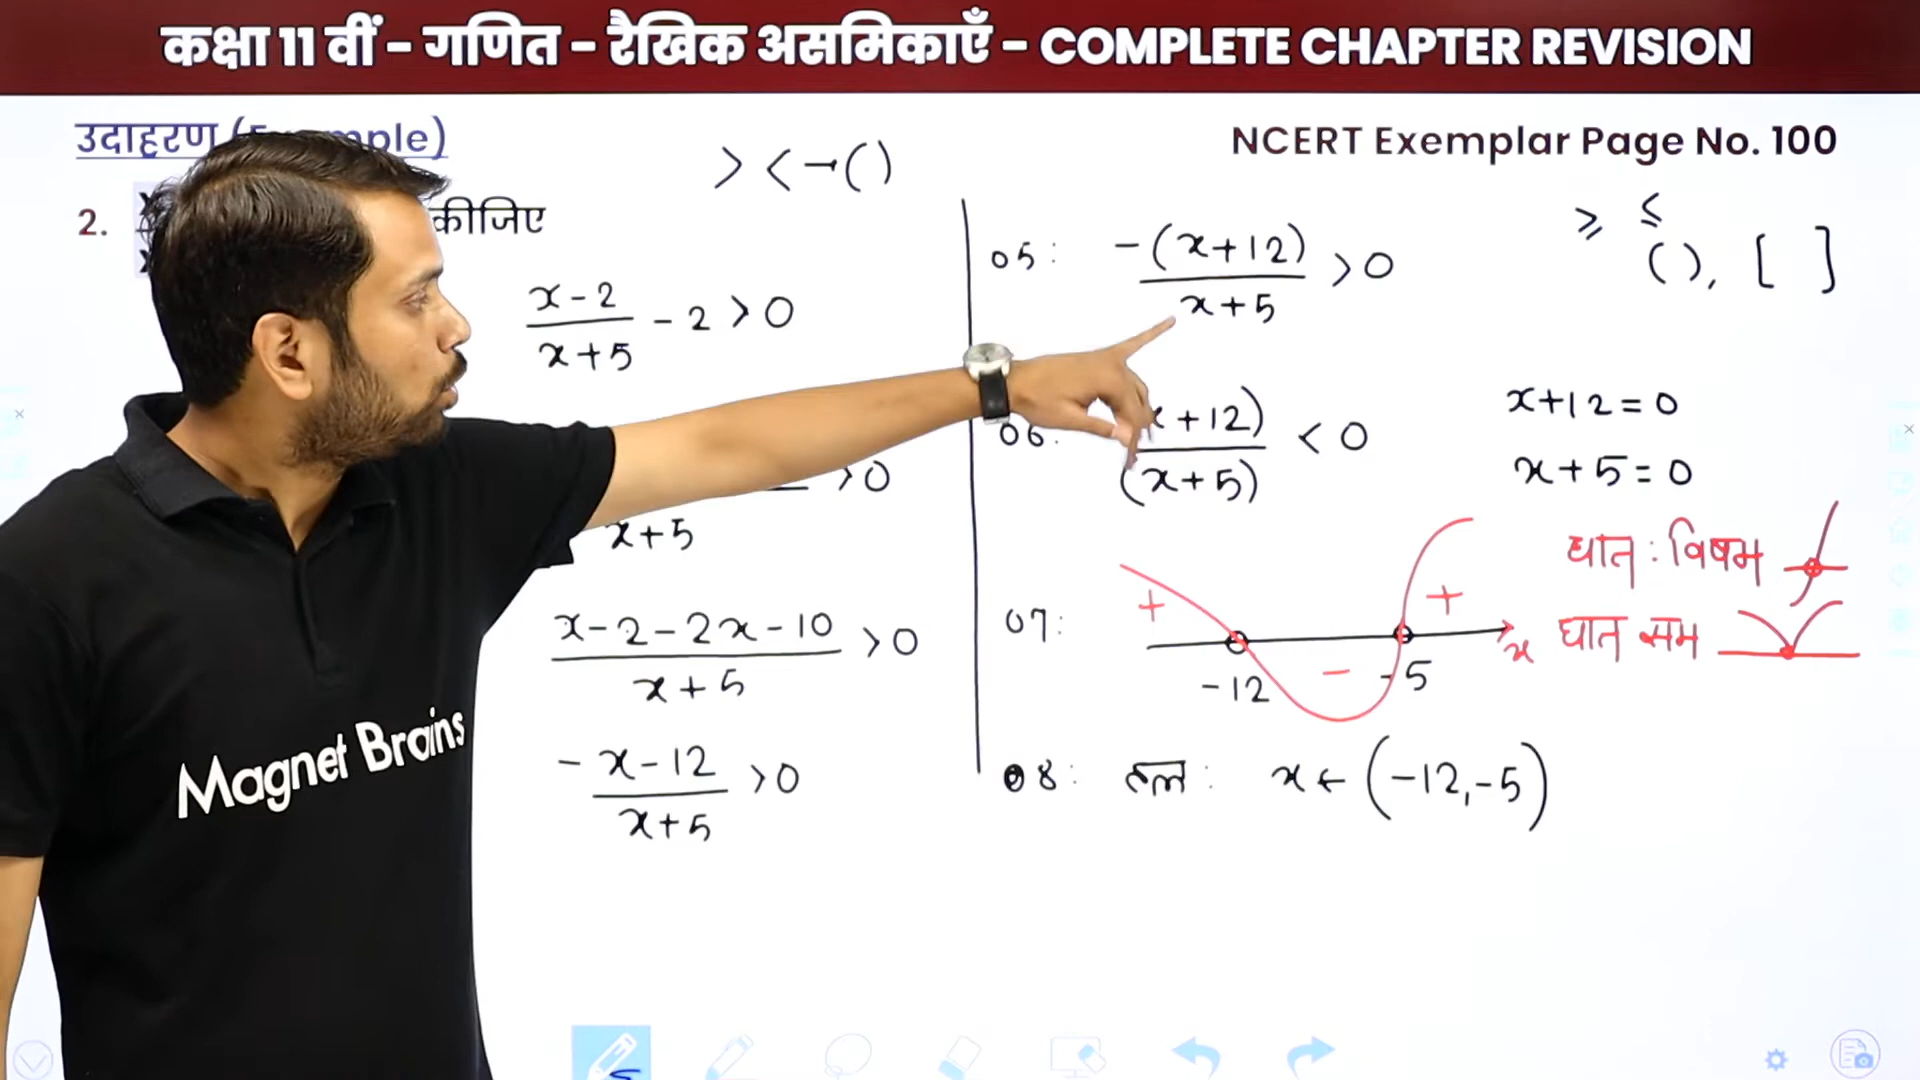 कक्षा 11 वीं – गणित – रैखिक असमिकाएँ – COMPLETE CHAPTER REVISION
उदाहरण
NCERT Exemplar Page No. 100
> < → ( )
2.
कीजिए
≥ ≤
( ), [ ]
x-2
x+5
-2 > 0
>0
x+5
x-2-2x-10
x+5
>0
-x-12
x+5
>0
05:
-(x+12)
x+5
>0
06:
+12)
(x+5)
< 0
x+12=0
x+5=0
घात : विषम
घात सम
07:
+ - +
-12 -5
x
08: हल : x ∈ (-12,-5)
Magnet Brains